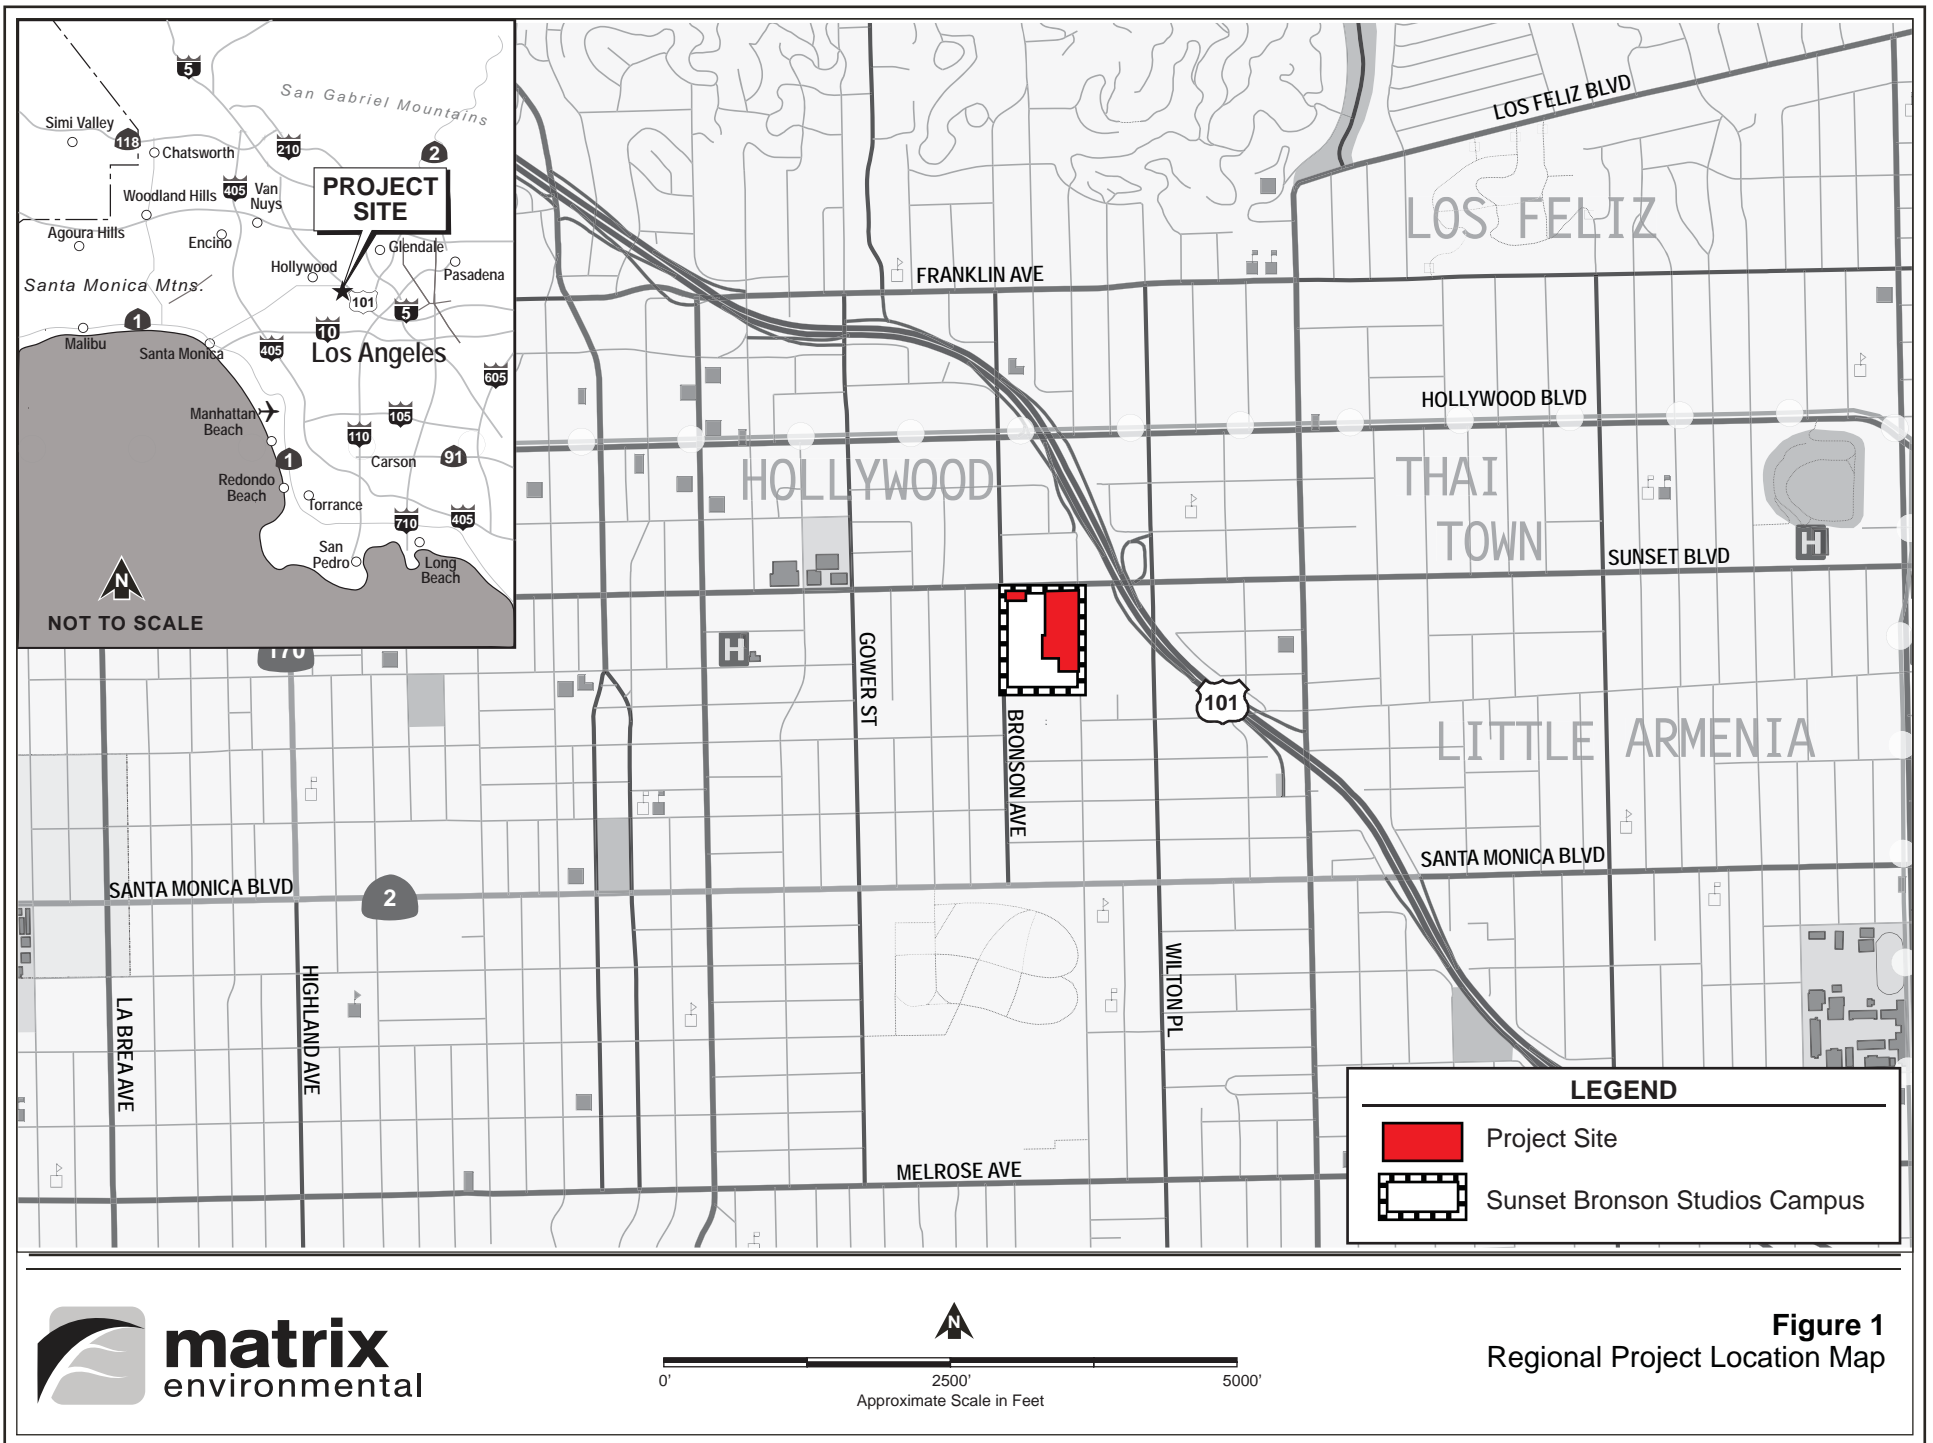 5
San Gabriel Mountains
Simi Valley
118
Chatsworth
210
2
PROJECT
SITE
Woodland Hills
405
Van
Nuys
Agoura Hills
Encino
Glendale
Hollywood
Pasadena
Santa Monica Mtns.
101
5
1
10
Malibu
Santa Monica
405
Los Angeles
605
Manhattan
Beach
105
110
1
Carson
91
Redondo
Beach
Torrance
710
405
San
Pedro
Long
Beach
N
NOT TO SCALE
LOS FELIZ BLVD
LOS FELIZ
FRANKLIN AVE
HOLLYWOOD BLVD
HOLLYWOOD
THAI
TOWN
SUNSET BLVD
H
H
170
GOWER ST
BRONSON AVE
101
LITTLE ARMENIA
SANTA MONICA BLVD
SANTA MONICA BLVD
2
LA BREA AVE
HIGHLAND AVE
WILTON PL
MELROSE AVE
LEGEND
Project Site
Sunset Bronson Studios Campus
matrix
environmental
N
0'
2500'
5000'
Approximate Scale in Feet
Figure 1
Regional Project Location Map